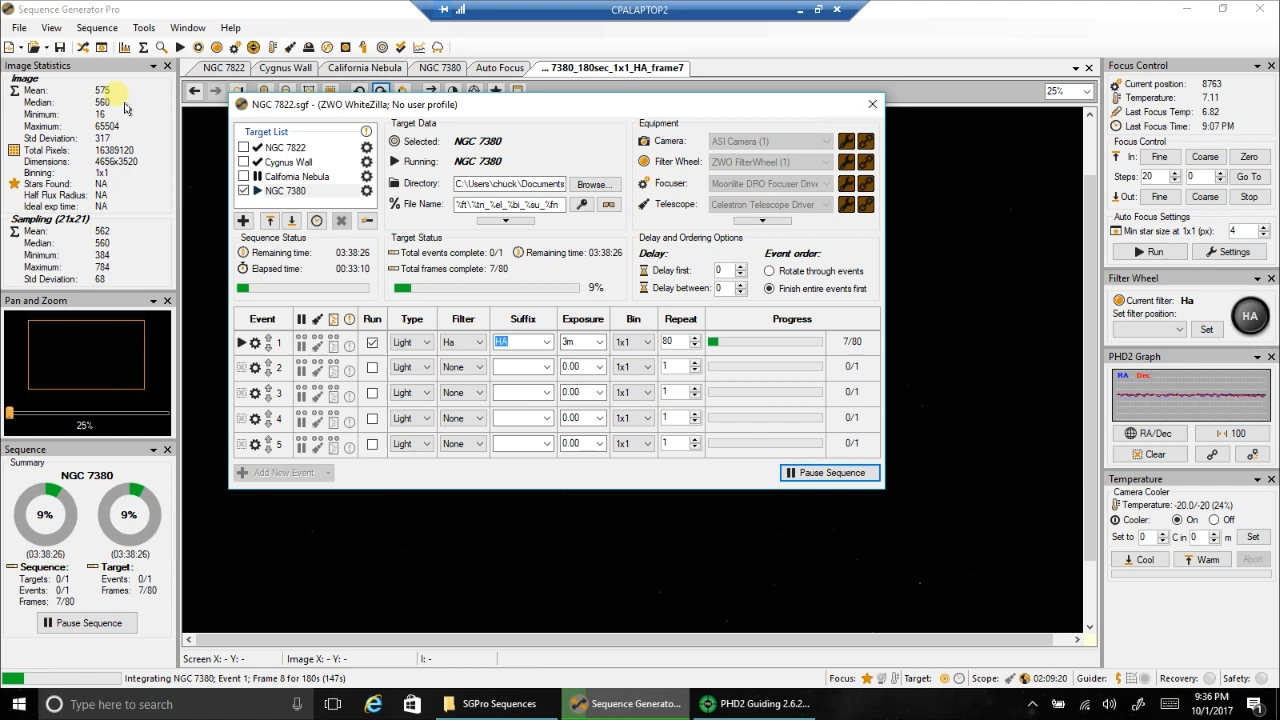 Sequence Generator Pro
CPALAPTOP2
File View Sequence Tools Window Help
Image Statistics
Image
Mean: 575
Median: 560
Minimum: 16
Maximum: 65504
Std Deviation: 317
Total Pixels: 16389120
Dimensions: 4656x3520
Binning: 1x1
Stars Found: NA
Half Flux Radius: NA
Ideal exp time: NA
Sampling (21x21)
Mean: 562
Median: 560
Minimum: 384
Maximum: 784
Std Deviation: 68
Pan and Zoom
25%
Sequence
Summary
NGC 7380
9% 9%
(03:38:26) (03:38:26)
Sequence: Target:
Targets: 0/1 Events: 0/1
Events: 0/1 Frames: 7/80
Frames: 7/80
Pause Sequence
NGC 7822 Cygnus Wall California Nebula NGC 7380 Auto Focus ... 7380_180sec_1x1_HA_frame7
25%
NGC 7822.sgf - (ZWO WhiteZilla; No user profile)
Target List
NGC 7822
Cygnus Wall
California Nebula
NGC 7380
Target Data
Selected: NGC 7380
Running: NGC 7380
Directory: C:\Users\chuck\Documents Browse...
File Name: %ft\%tn_%el_%bi_%su_%fn
Equipment
Camera: ASI Camera (1)
Filter Wheel: ZWO FilterWheel (1)
Focuser: Moonlite DRO Focuser Drive
Telescope: Celestron Telescope Driver
Sequence Status
Remaining time: 03:38:26
Elapsed time: 00:33:10
Target Status
Total events complete: 0/1 Remaining time: 03:38:26
Total frames complete: 7/80
9%
Delay and Ordering Options
Delay: Event order:
Delay first: 0 Rotate through events
Delay between: 0 Finish entire events first
Event Run Type Filter Suffix Exposure Bin Repeat Progress
1 Light Ha HA 3m 1x1 80 7/80
2 Light None 0.00 1x1 1 0/1
3 Light None 0.00 1x1 1 0/1
4 Light None 0.00 1x1 1 0/1
5 Light None 0.00 1x1 1 0/1
Add New Event Pause Sequence
Screen X: - Y: - Image X: - Y: - I: -
Focus Control
Current position: 8763
Temperature: 7.11
Last Focus Temp: 6.82
Last Focus Time: 9:07 PM
Focus Control
In: Fine Coarse Zero
Steps: 20 0 Go To
Out: Fine Coarse Stop
Auto Focus Settings
Min star size at 1x1 (px): 4
Run Settings
Filter Wheel
Current filter: Ha
Set filter position:
Set
HA
PHD2 Graph
RA Dec
RA/Dec 100
Clear
Temperature
Camera Cooler
Temperature: -20.0/-20 (24%)
Cooler: On Off
Set to 0 C in 0 m Set
Cool Warm Abort
Integrating NGC 7380; Event 1; Frame 8 for 180s (147s)
Focus: Target: Scope: 02:09:20 Guider: Recovery: Safety:
Type here to search
SGPro Sequences
Sequence Generato...
PHD2 Guiding 2.6.2...
9:36 PM
10/1/2017
1